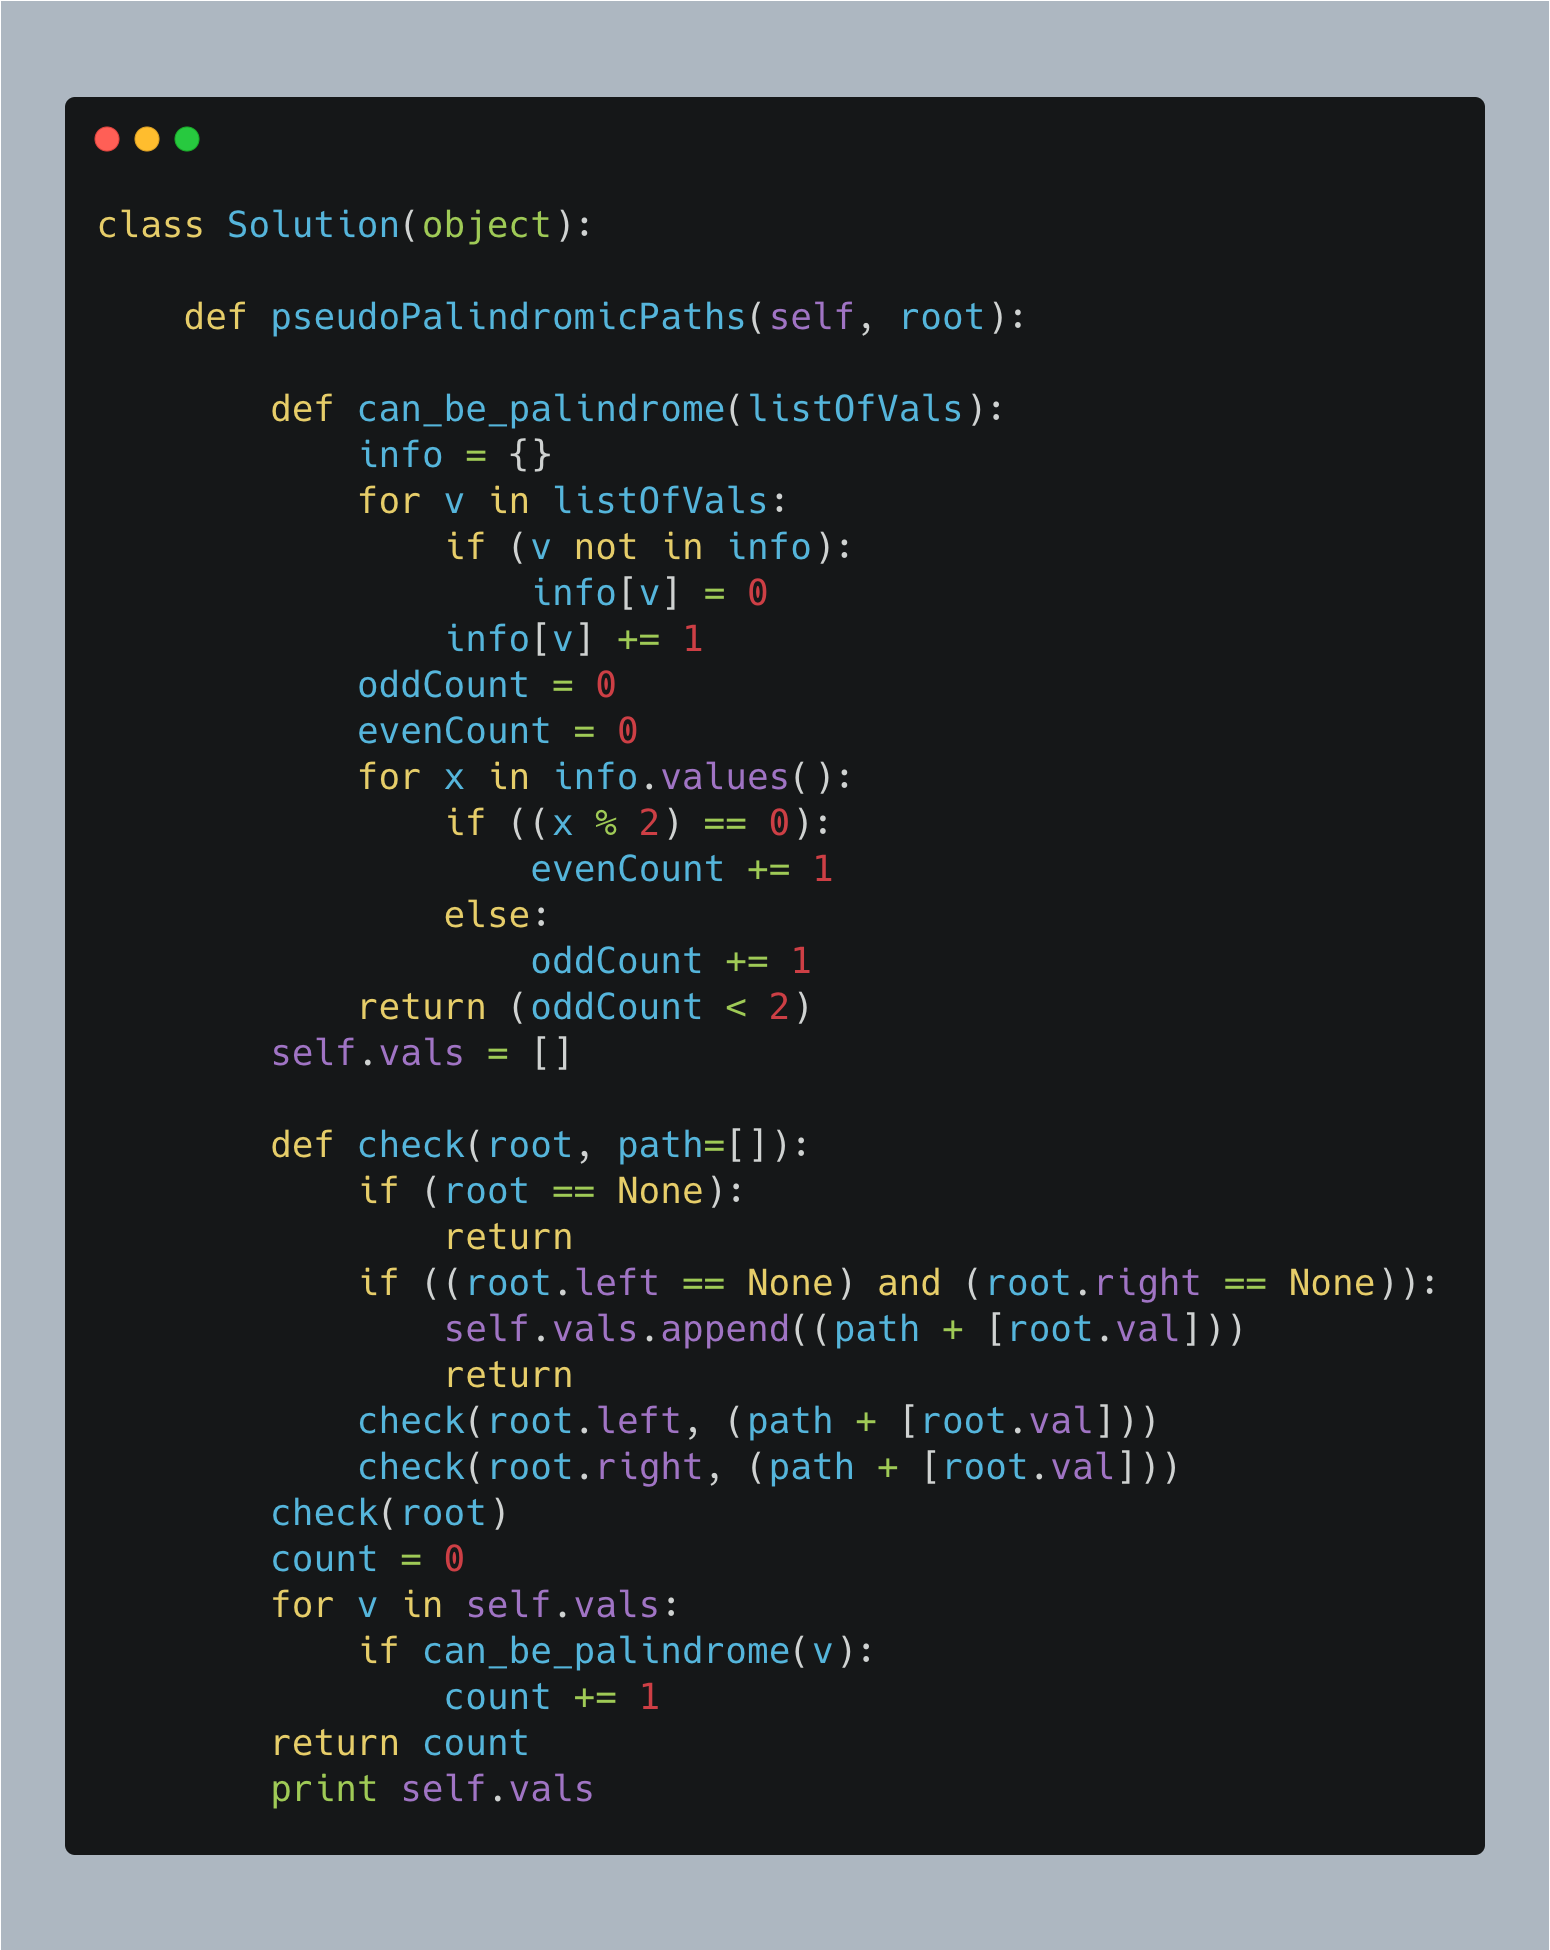 class Solution(object):

    def pseudoPalindromicPaths(self, root):

        def can_be_palindrome(listOfVals):
            info = {}
            for v in listOfVals:
                if (v not in info):
                    info[v] = 0
                info[v] += 1
            oddCount = 0
            evenCount = 0
            for x in info.values():
                if ((x % 2) == 0):
                    evenCount += 1
                else:
                    oddCount += 1
            return (oddCount < 2)
        self.vals = []

        def check(root, path=[]):
            if (root == None):
                return
            if ((root.left == None) and (root.right == None)):
                self.vals.append((path + [root.val]))
                return
            check(root.left, (path + [root.val]))
            check(root.right, (path + [root.val]))
        check(root)
        count = 0
        for v in self.vals:
            if can_be_palindrome(v):
                count += 1
        return count
        print self.vals